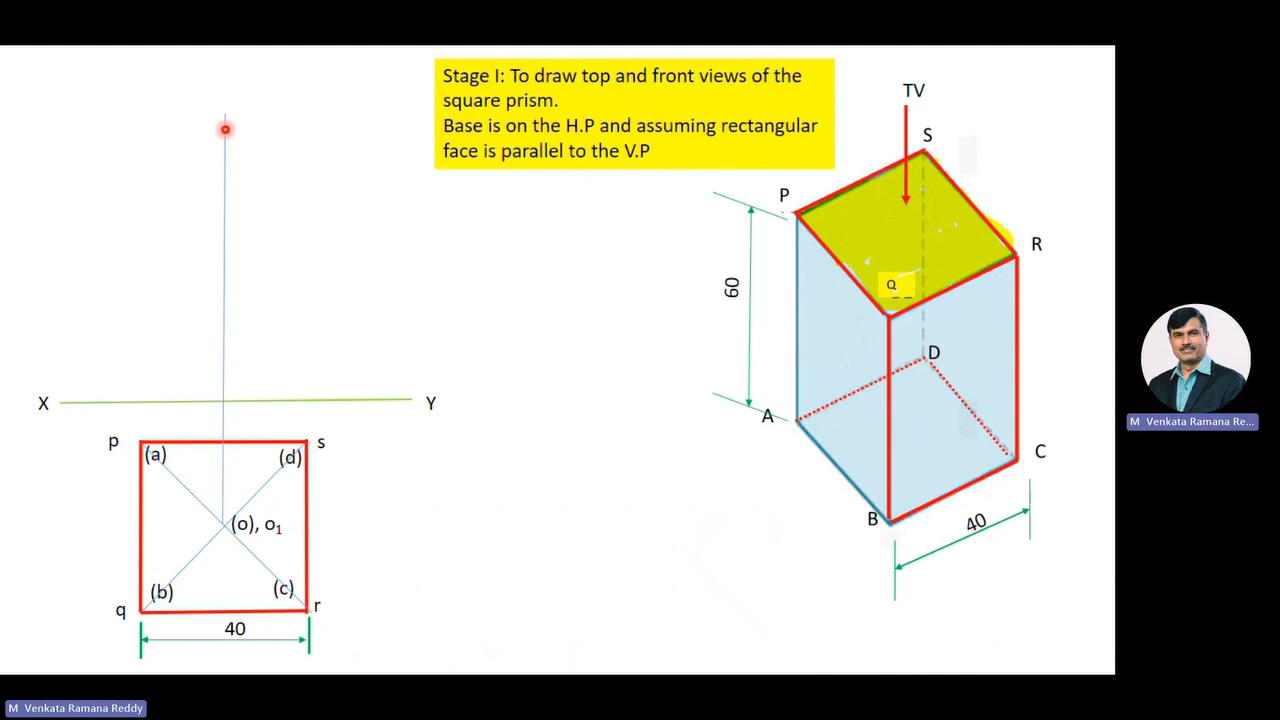 Stage I: To draw top and front views of the
square prism.
Base is on the H.P and assuming rectangular
face is parallel to the V.P
TV
S
P
R
Q
60
D
A
C
B
40
X
Y
p
s
(a)
(d)
(o), o₁
(b)
(c)
q
r
40
M Venkata Ramana Re...
M Venkata Ramana Reddy